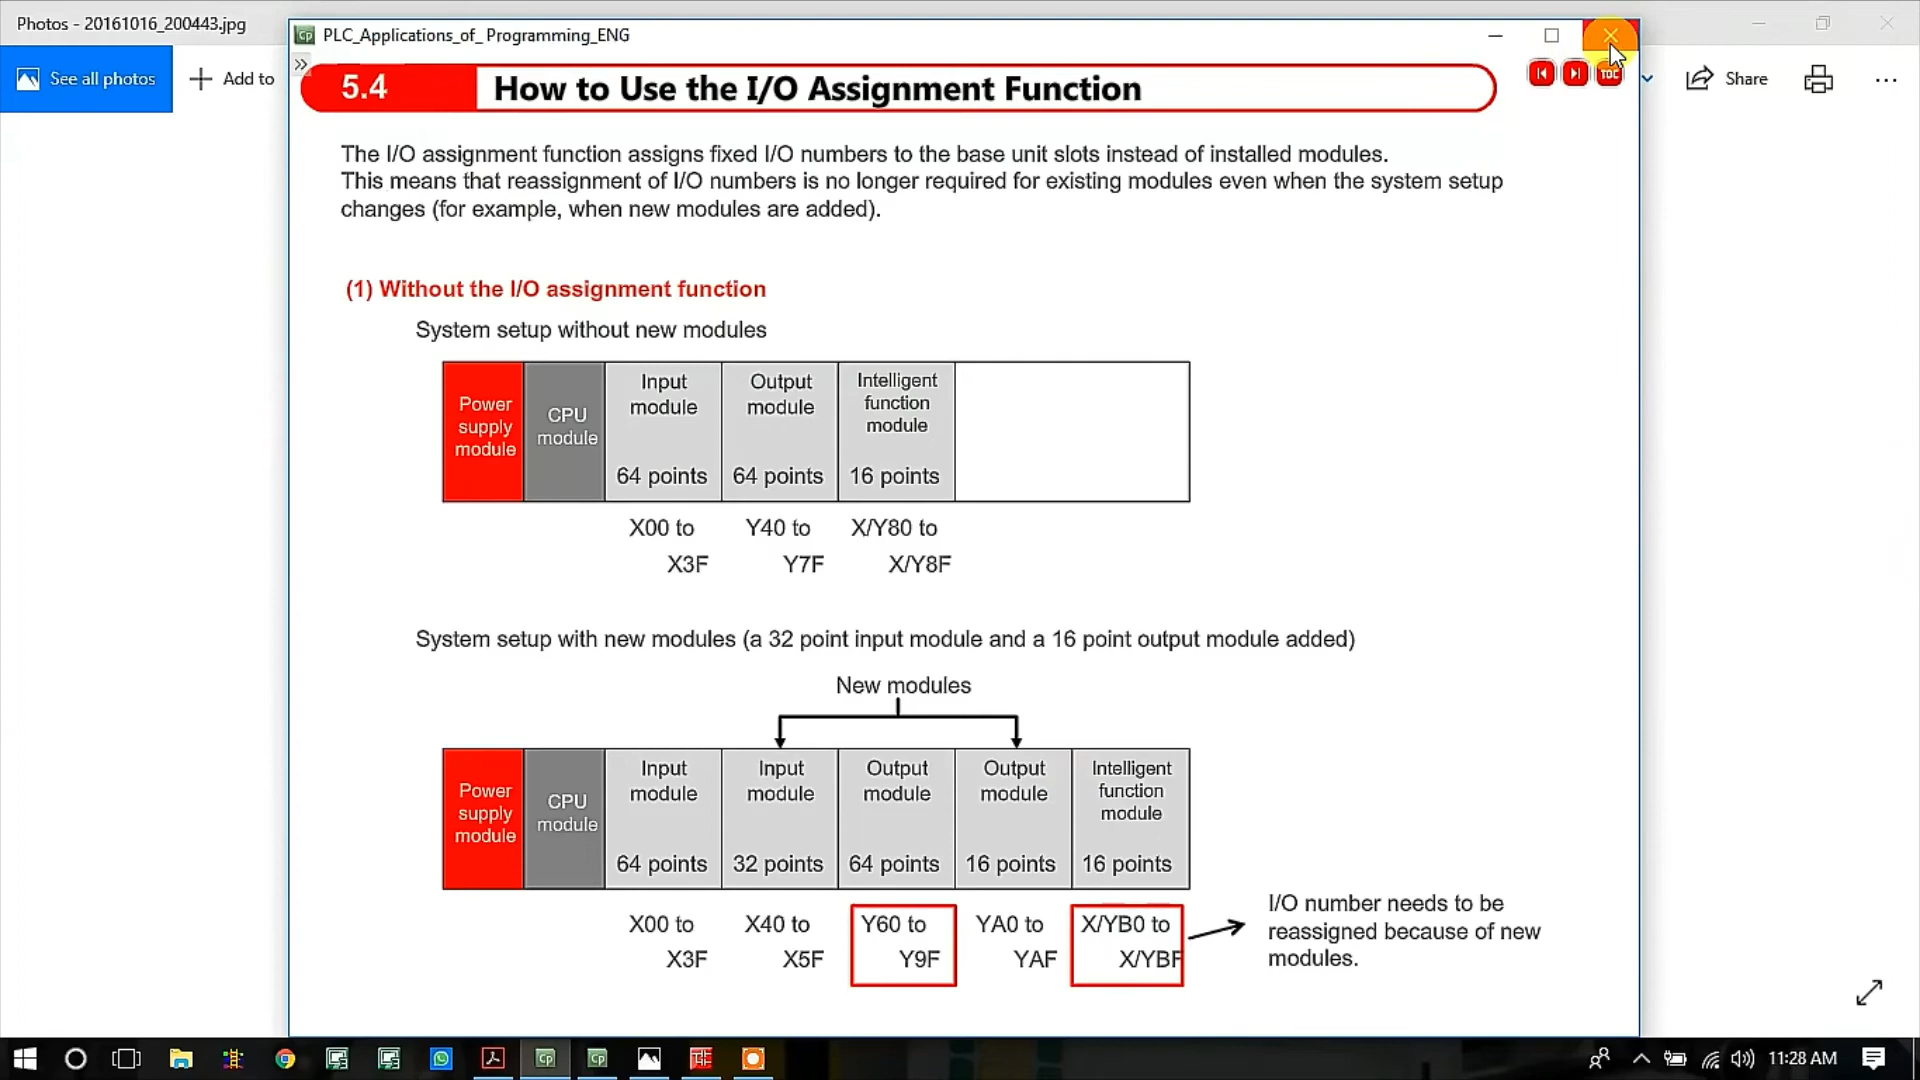 Photos - 20161016_200443.jpg
PLC_Applications_of_ Programming_ENG
See all photos
Add to
Share
5.4
How to Use the I/O Assignment Function
TOC
The I/O assignment function assigns fixed I/O numbers to the base unit slots instead of installed modules.
This means that reassignment of I/O numbers is no longer required for existing modules even when the system setup
changes (for example, when new modules are added).
(1) Without the I/O assignment function
System setup without new modules
Power supply module
CPU module
Input module
64 points
Output module
64 points
Intelligent function module
16 points
X00 to
X3F
Y40 to
Y7F
X/Y80 to
X/Y8F
System setup with new modules (a 32 point input module and a 16 point output module added)
New modules
Power supply module
CPU module
Input module
64 points
Input module
32 points
Output module
64 points
Output module
16 points
Intelligent function module
16 points
X00 to
X3F
X40 to
X5F
Y60 to
Y9F
YA0 to
YAF
X/YB0 to
X/YBF
I/O number needs to be
reassigned because of new
modules.
11:28 AM